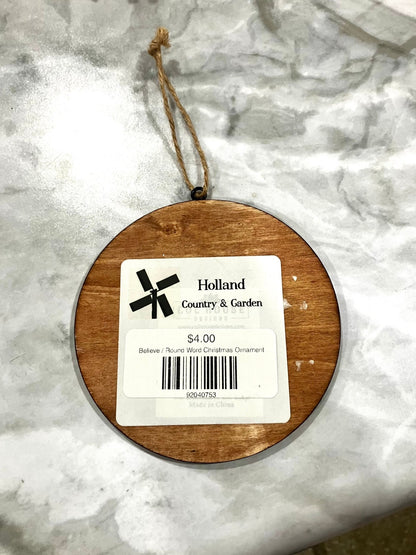 Holland
Country & Garden
$4.00
Believe / Round Word Christmas Ornament
92040753
Made in China